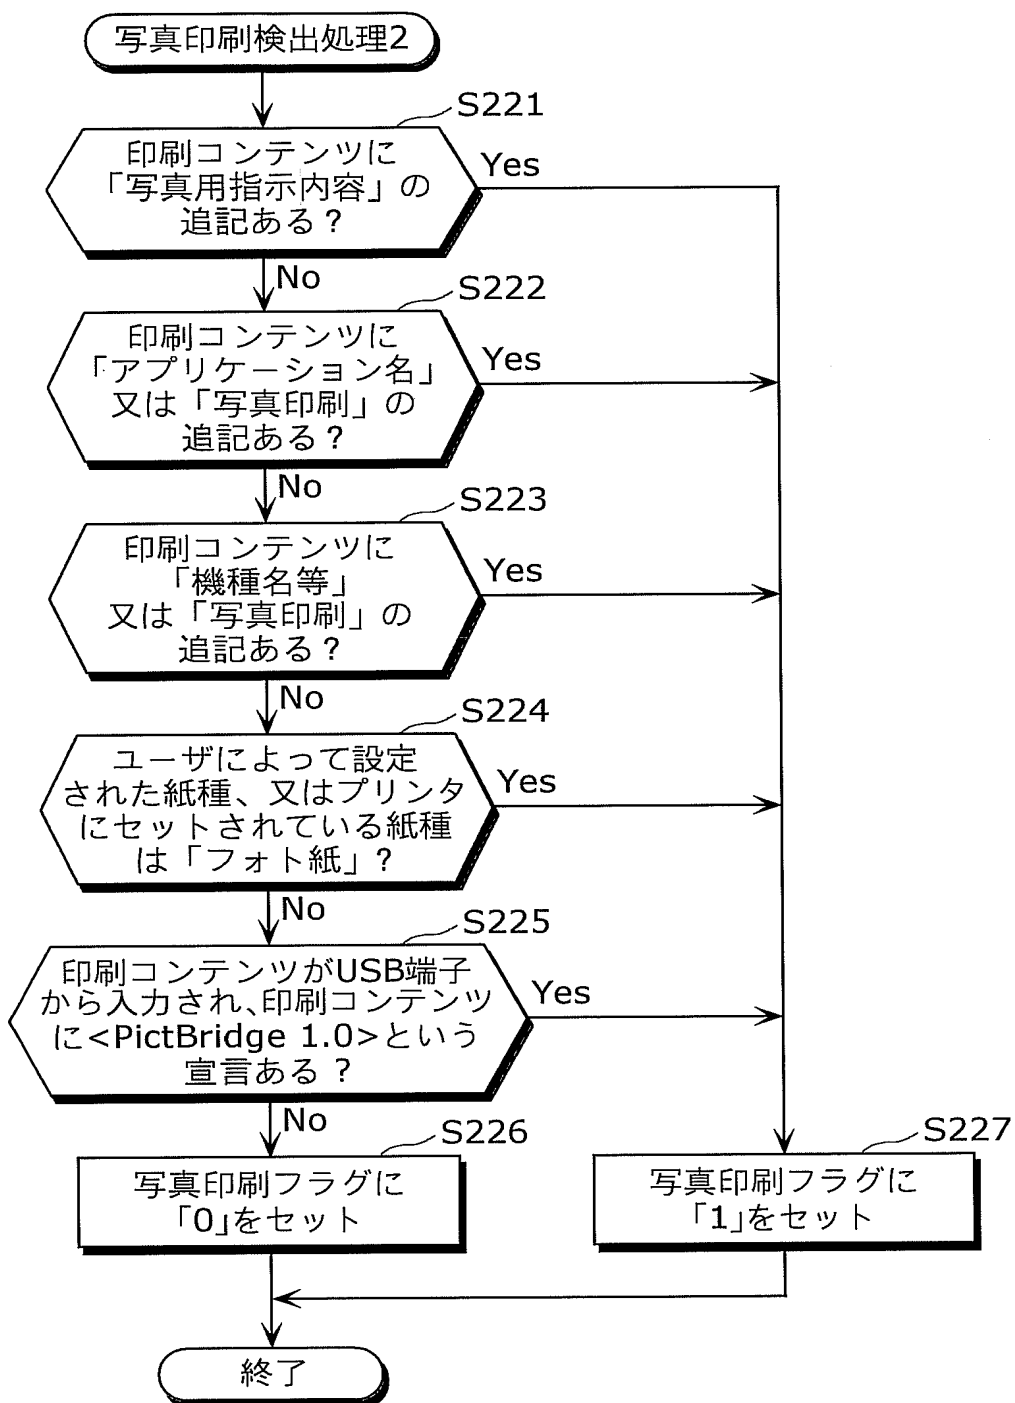 写真印刷検出処理2
S221
印刷コンテンツに
「写真用指示内容」の
追記ある?
Yes
No
S222
印刷コンテンツに
「アプリケーション名」
又は「写真印刷」の
追記ある?
Yes
No
S223
印刷コンテンツに
「機種名等」
又は「写真印刷」の
追記ある?
Yes
No
S224
ユーザによって設定
された紙種、又はプリンタ
にセットされている紙種
は「フォト紙」?
Yes
No
S225
印刷コンテンツがUSB端子
から入力され、印刷コンテンツ
に<PictBridge 1.0>という
宣言ある?
Yes
No
S226
写真印刷フラグに
「0」をセット
S227
写真印刷フラグに
「1」をセット
終了